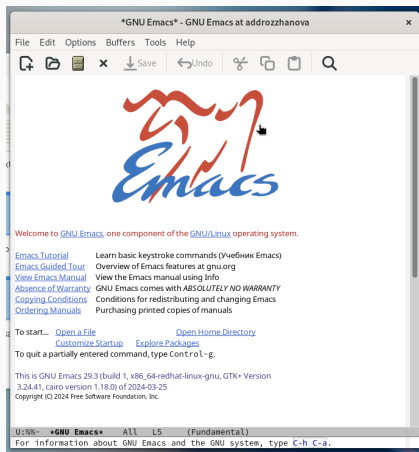 *GNU Emacs* - GNU Emacs at addrozzhanova
File Edit Options Buffers Tools Help
Save Undo
Emacs
Welcome to GNU Emacs, one component of the GNU/Linux operating system.
Emacs Tutorial Learn basic keystroke commands (Учебник Emacs)
Emacs Guided Tour Overview of Emacs features at gnu.org
View Emacs Manual View the Emacs manual using Info
Absence of Warranty GNU Emacs comes with ABSOLUTELY NO WARRANTY
Copying Conditions Conditions for redistributing and changing Emacs
Ordering Manuals Purchasing printed copies of manuals
To start... Open a File Open Home Directory
Customize Startup Explore Packages
To quit a partially entered command, type Control-g.
This is GNU Emacs 29.3 (build 1, x86_64-redhat-linux-gnu, GTK+ Version
3.24.41, cairo version 1.18.0) of 2024-03-25
Copyright (C) 2024 Free Software Foundation, Inc.
U:%%- *GNU Emacs* All L5 (Fundamental)
For information about GNU Emacs and the GNU system, type C-h C-a.